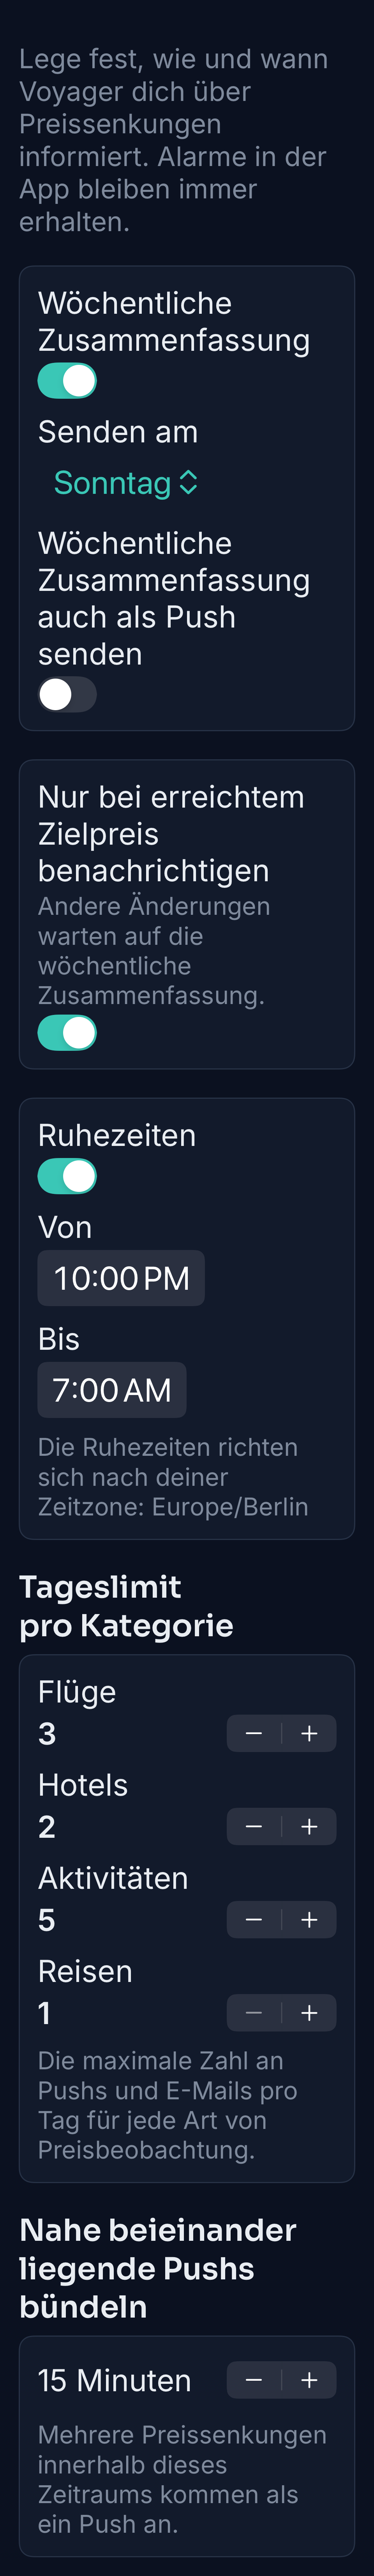 Lege fest, wie und wann
Voyager dich über
Preissenkungen
informiert. Alarme in der
App bleiben immer
erhalten.
Wöchentliche
Zusammenfassung
Senden am
Sonntag
Wöchentliche
Zusammenfassung
auch als Push
senden
Nur bei erreichtem
Zielpreis
benachrichtigen
Andere Änderungen
warten auf die
wöchentliche
Zusammenfassung.
Ruhezeiten
Von
10:00 PM
Bis
7:00 AM
Die Ruhezeiten richten
sich nach deiner
Zeitzone: Europe/Berlin
Tageslimit
pro Kategorie
Flüge
3
Hotels
2
Aktivitäten
5
Reisen
1
Die maximale Zahl an
Pushs und E-Mails pro
Tag für jede Art von
Preisbeobachtung.
Nahe beieinander
liegende Pushs
bündeln
15 Minuten
Mehrere Preissenkungen
innerhalb dieses
Zeitraums kommen als
ein Push an.